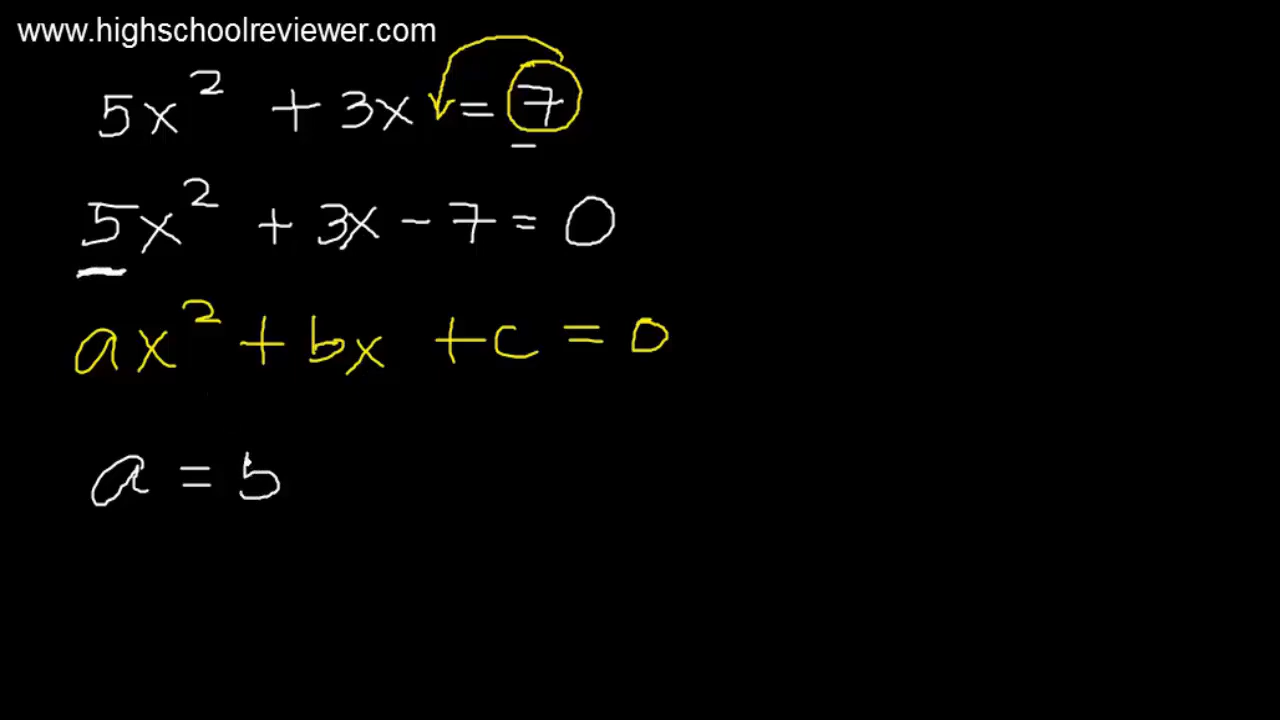 www.highschoolreviewer.com
5x² + 3x = 7
5x² + 3x - 7 = 0
ax² + bx + c = 0
a = 5